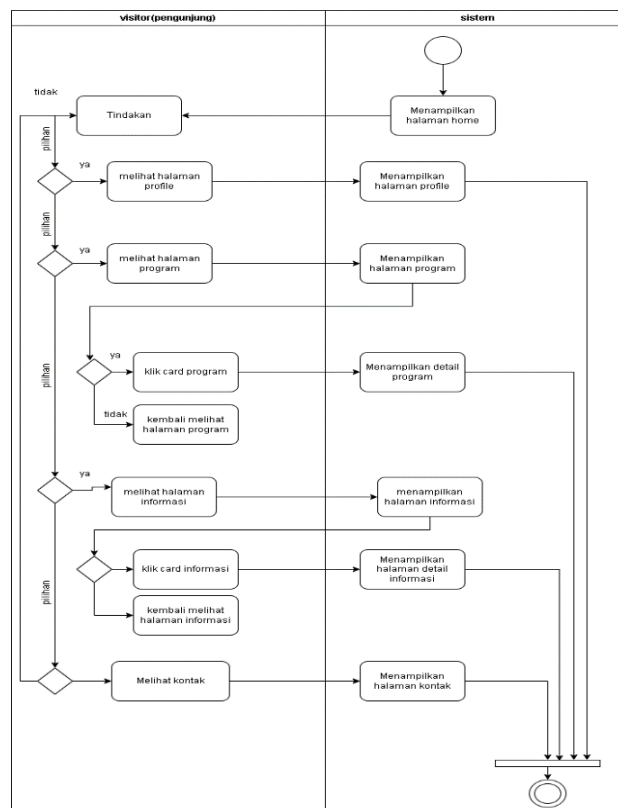 visitor(pengunjung)
sistem
tidak
Tindakan
Menampilkan
halaman home
pilihan
ya
melihat halaman
profile
Menampilkan
halaman profile
pilihan
ya
melihat halaman
program
Menampilkan
halaman program
pilihan
ya
klik card program
Menampilkan detail
program
tidak
kembali melihat
halaman program
ya
melihat halaman
informasi
menampilkan
halaman informasi
pilihan
klik card informasi
Menampilkan
halaman detail
informasi
kembali melihat
halaman informasi
Melihat kontak
Menampilkan
halaman kontak